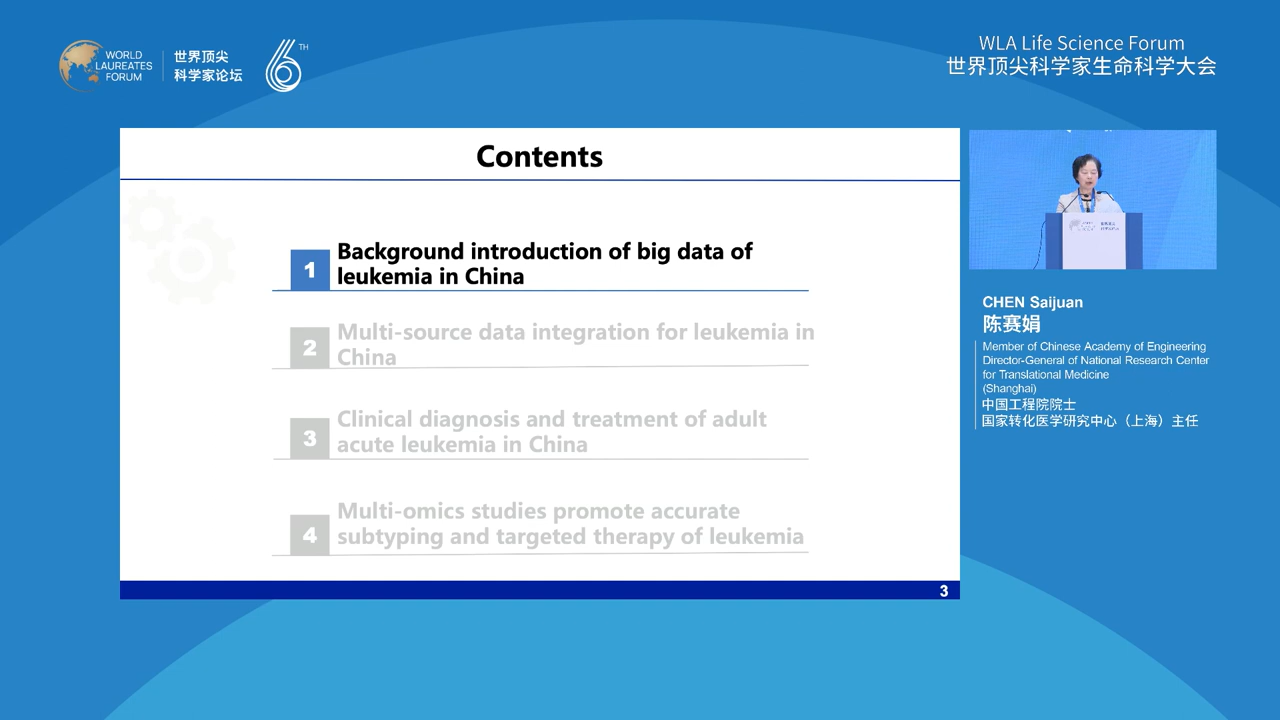 WORLD
LAUREATES
FORUM
世界顶尖
科学家论坛
6TH
WLA Life Science Forum
世界顶尖科学家生命科学大会
Contents
1
Background introduction of big data of
leukemia in China
2
Multi-source data integration for leukemia in
China
3
Clinical diagnosis and treatment of adult
acute leukemia in China
4
Multi-omics studies promote accurate
subtyping and targeted therapy of leukemia
3
CHEN Saijuan
陈赛娟
Member of Chinese Academy of Engineering
Director-General of National Research Center
for Translational Medicine
(Shanghai)
中国工程院院士
国家转化医学研究中心（上海）主任